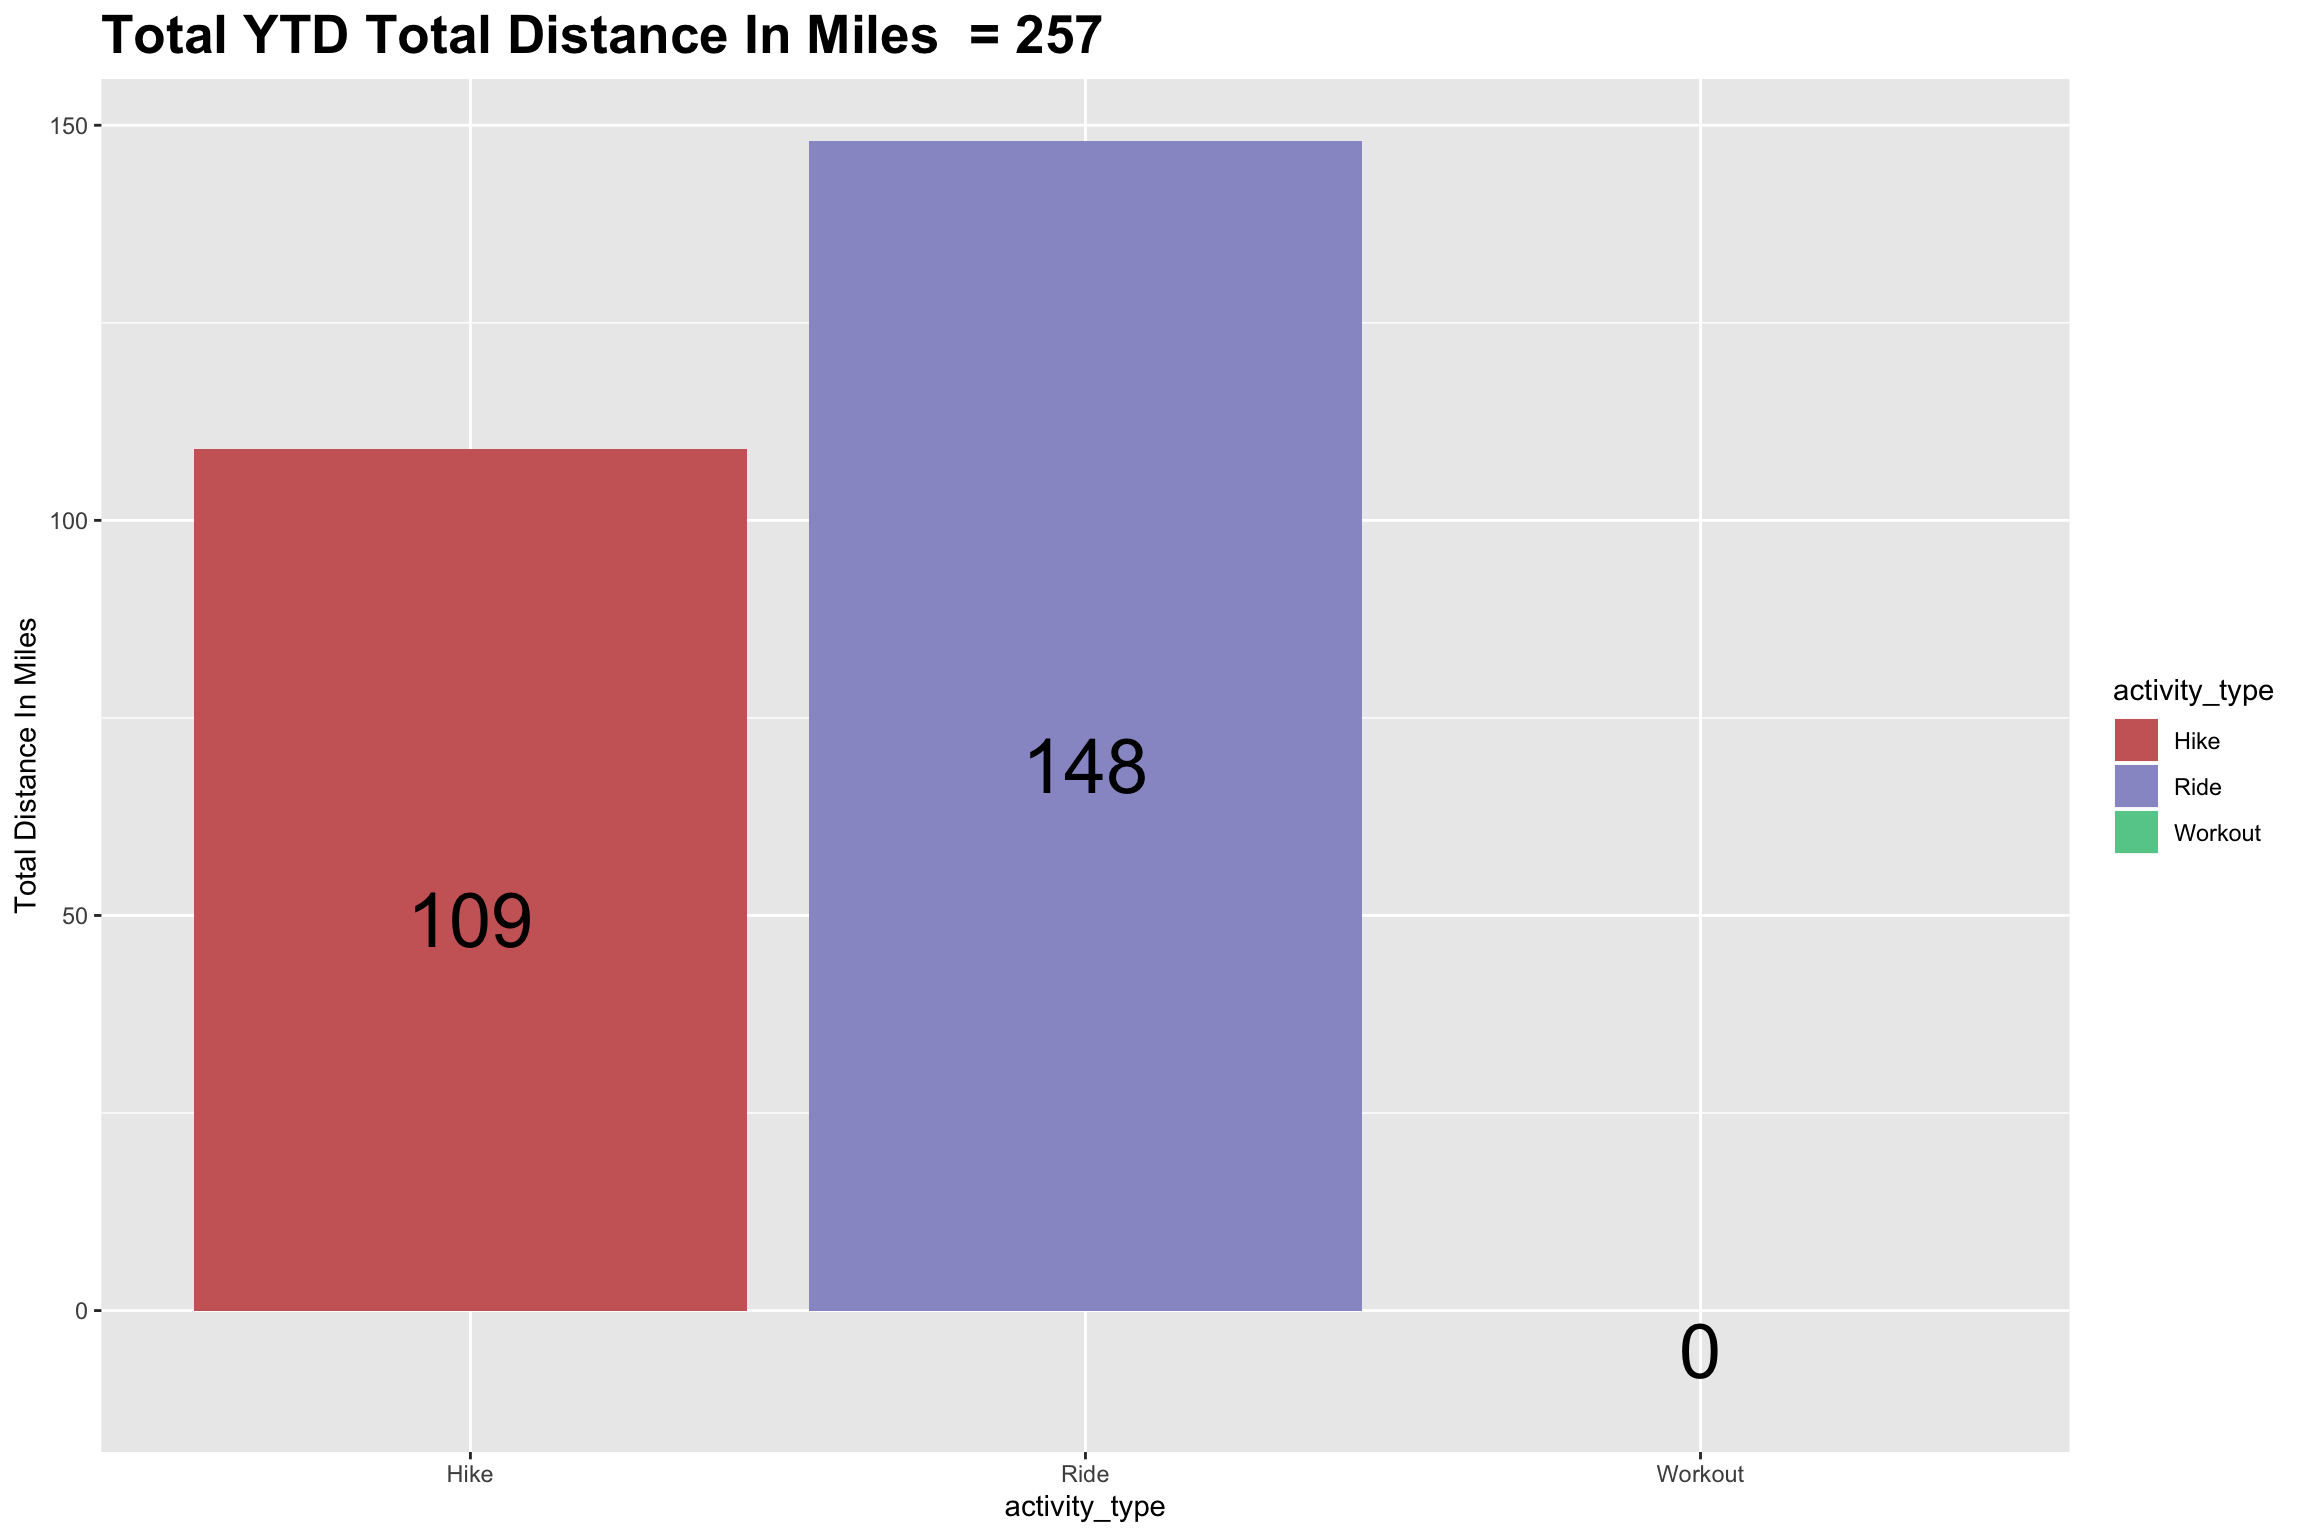 Total YTD Total Distance In Miles  = 257
150
100
50
0
Total Distance In Miles
109
148
0
Hike
Ride
Workout
activity_type
activity_type
Hike
Ride
Workout